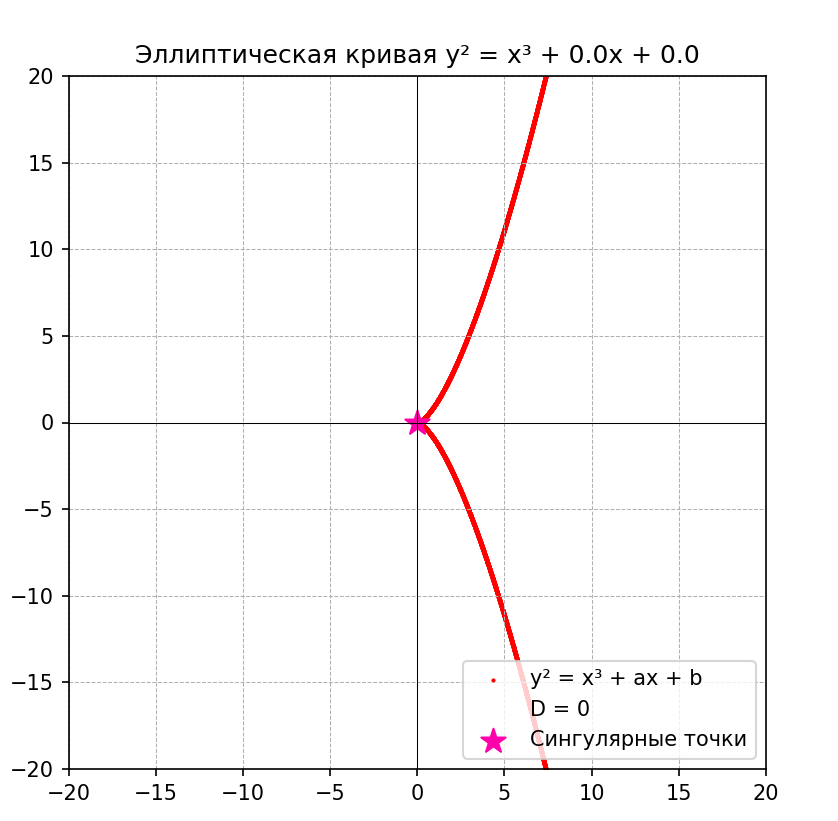 Эллиптическая кривая y² = x³ + 0.0x + 0.0
20
15
10
5
0
−5
−10
−15
−20
y² = x³ + ax + b
D = 0
Сингулярные точки
−20 −15 −10 −5 0 5 10 15 20